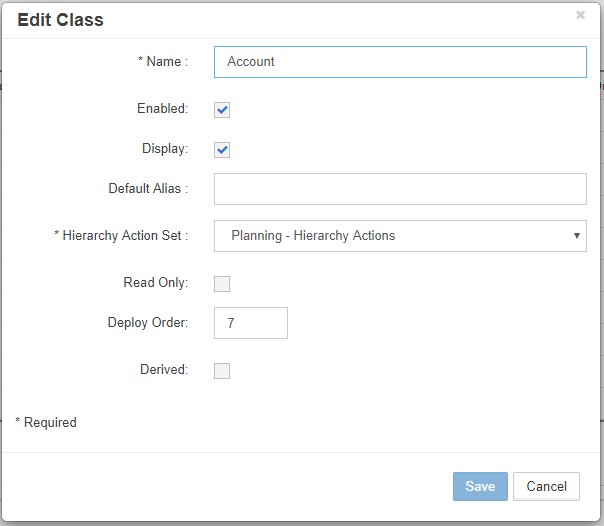 Edit Class
×
* Name :
Account
Enabled:
Display:
Default Alias :
* Hierarchy Action Set :
Planning - Hierarchy Actions
Read Only:
Deploy Order:
7
Derived:
* Required
Save
Cancel